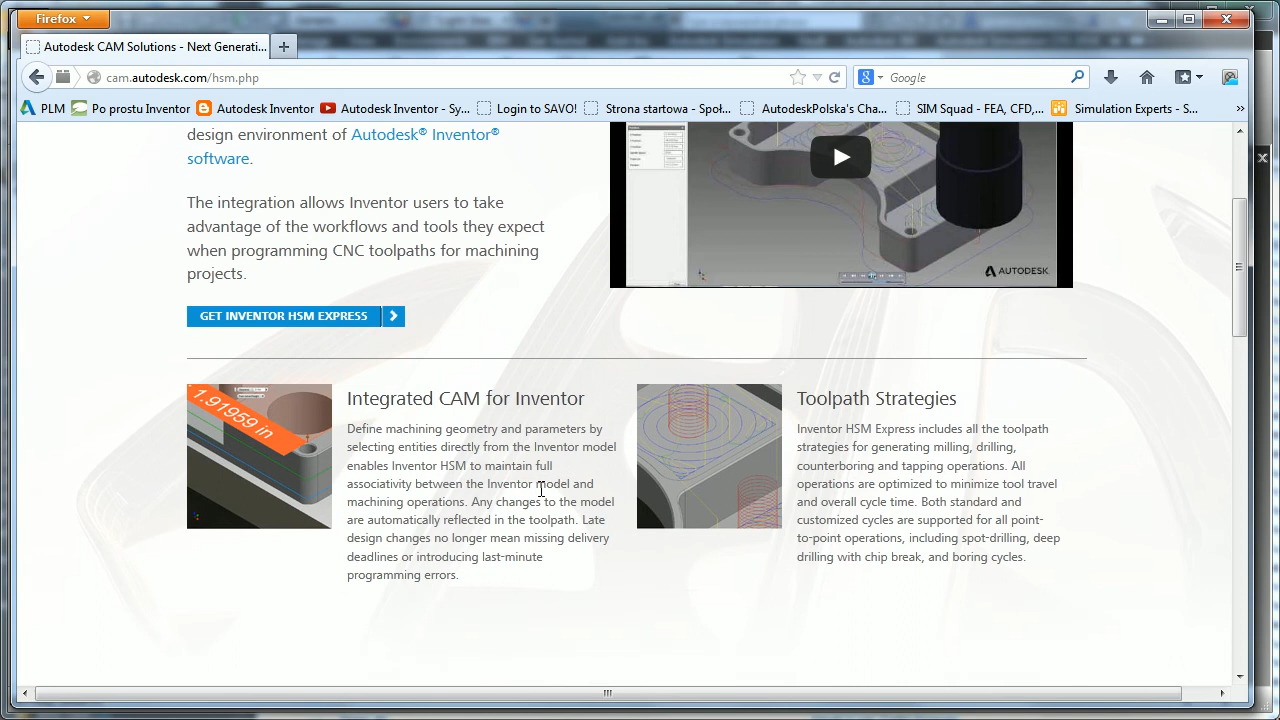 Firefox
Autodesk CAM Solutions - Next Generati...
cam.autodesk.com/hsm.php
Google
PLM
Po prostu Inventor
Autodesk Inventor
Autodesk Inventor - Sy...
Login to SAVO!
Strona startowa - Społ...
AutodeskPolska's Cha...
SIM Squad - FEA, CFD,...
Simulation Experts - S...
design environment of Autodesk® Inventor®
software.
The integration allows Inventor users to take
advantage of the workflows and tools they expect
when programming CNC toolpaths for machining
projects.
AUTODESK
GET INVENTOR HSM EXPRESS
1.91959 in
Integrated CAM for Inventor
Define machining geometry and parameters by
selecting entities directly from the Inventor model
enables Inventor HSM to maintain full
associativity between the Inventor model and
machining operations. Any changes to the model
are automatically reflected in the toolpath. Late
design changes no longer mean missing delivery
deadlines or introducing last-minute
programming errors.
Toolpath Strategies
Inventor HSM Express includes all the toolpath
strategies for generating milling, drilling,
counterboring and tapping operations. All
operations are optimized to minimize tool travel
and overall cycle time. Both standard and
customized cycles are supported for all point-
to-point operations, including spot-drilling, deep
drilling with chip break, and boring cycles.